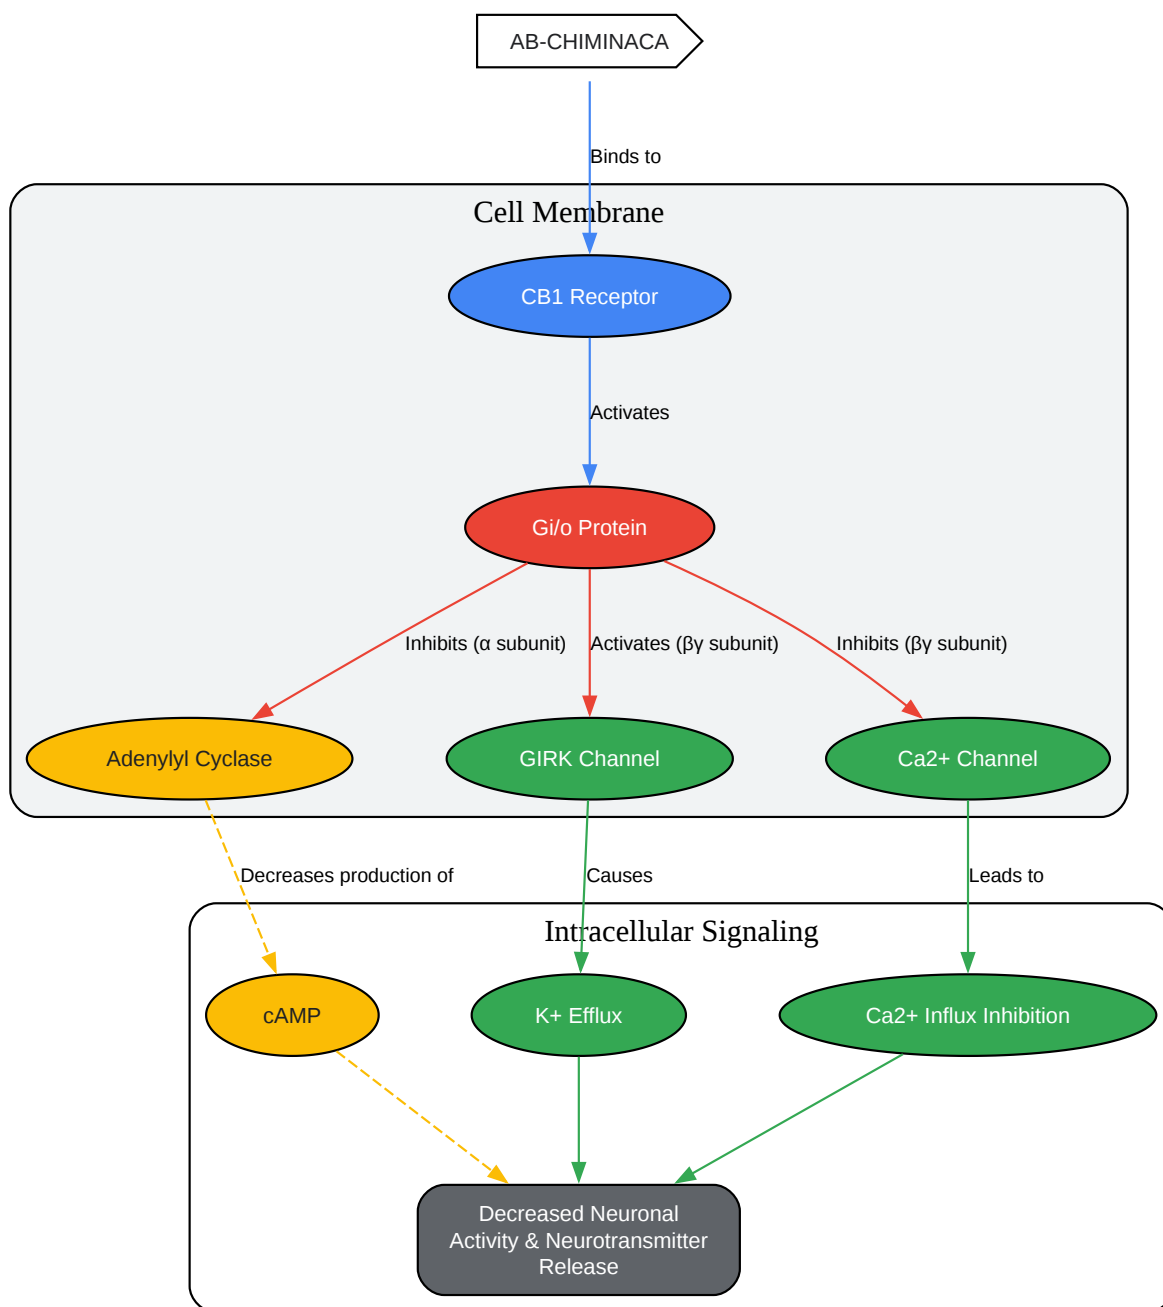 AB-CHIMINACA
Binds to
Cell Membrane
CB1 Receptor
Activates
Gi/o Protein
Inhibits (α subunit)
Activates (βγ subunit)
Inhibits (βγ subunit)
Adenylyl Cyclase
GIRK Channel
Ca2+ Channel
Decreases production of
Causes
Leads to
Intracellular Signaling
cAMP
K+ Efflux
Ca2+ Influx Inhibition
Decreased Neuronal
Activity & Neurotransmitter
Release